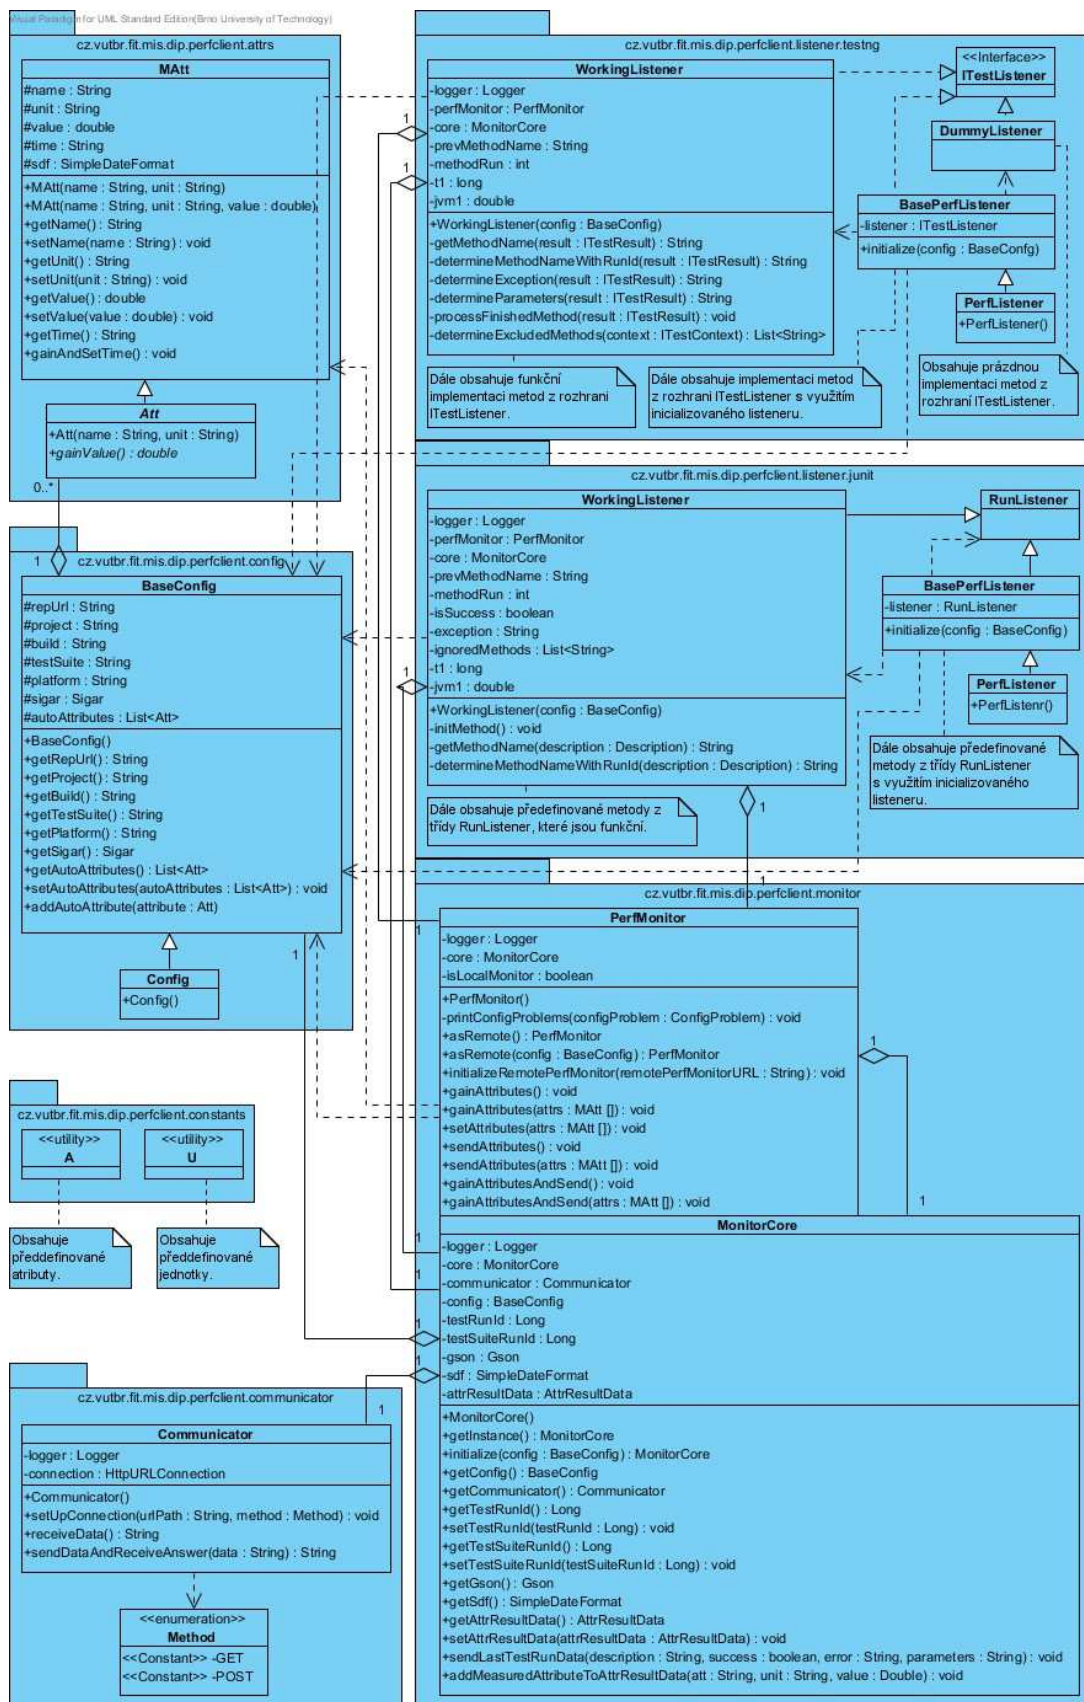 Visual Paradigm for UML Standard Edition(Brno University of Technology)
cz.vutbr.fit.mis.dip.perfclient.attrs
MAtt
#name : String
#unit : String
#value : double
#time : String
#sdf : SimpleDateFormat
+MAtt(name : String, unit : String)
+MAtt(name : String, unit : String, value : double)
+getName() : String
+setName(name : String) : void
+getUnit() : String
+setUnit(unit : String) : void
+getValue() : double
+setValue(value : double) : void
+getTime() : String
+gainAndSetTime() : void
Att
+Att(name : String, unit : String)
+gainValue() : double
0..*
1
cz.vutbr.fit.mis.dip.perfclient.config
BaseConfig
#repUrl : String
#project : String
#build : String
#testSuite : String
#platform : String
#sigar : Sigar
#autoAttributes : List<Att>
+BaseConfig()
+getRepUrl() : String
+getProject() : String
+getBuild() : String
+getTestSuite() : String
+getPlatform() : String
+getSigar() : Sigar
+getAutoAttributes() : List<Att>
+setAutoAttributes(autoAttributes : List<Att>) : void
+addAutoAttribute(attribute : Att)
1
Config
+Config()
cz.vutbr.fit.mis.dip.perfclient.constants
<<utility>>
A
<<utility>>
U
Obsahuje
předdefinované
atributy.
Obsahuje
předdefinované
jednotky.
cz.vutbr.fit.mis.dip.perfclient.communicator
1
Communicator
-logger : Logger
-connection : HttpURLConnection
+Communicator()
+setUpConnection(urlPath : String, method : Method) : void
+receiveData() : String
+sendDataAndReceiveAnswer(data : String) : String
<<enumeration>>
Method
<<Constant>> -GET
<<Constant>> -POST
cz.vutbr.fit.mis.dip.perfclient.listener.testng
WorkingListener
-logger : Logger
-perfMonitor : PerfMonitor
-core : MonitorCore
-prevMethodName : String
-methodRun : int
-t1 : long
-jvm1 : double
+WorkingListener(config : BaseConfig)
-getMethodName(result : ITestResult) : String
-determineMethodNameWithRunId(result : ITestResult) : String
-determineException(result : ITestResult) : String
-determineParameters(result : ITestResult) : String
-processFinishedMethod(result : ITestResult) : void
-determineExcludedMethods(context : ITestContext) : List<String>
1
1
<<Interface>>
ITestListener
DummyListener
BasePerfListener
-listener : ITestListener
+initialize(config : BaseConfg)
PerfListener
+PerfListener()
Dále obsahuje funkční
implementaci metod z rozhrani
ITestListener.
Dále obsahuje implementaci metod
z rozhrani ITestListener s využitím
inicializovaného listeneru.
Obsahuje prázdnou
implementaci metod z
rozhraní ITestListener.
cz.vutbr.fit.mis.dip.perfclient.listener.junit
WorkingListener
-logger : Logger
-perfMonitor : PerfMonitor
-core : MonitorCore
-prevMethodName : String
-methodRun : int
-isSuccess : boolean
-exception : String
-ignoredMethods : List<String>
-t1 : long
-jvm1 : double
+WorkingListener(config : BaseConfig)
-initMethod() : void
-getMethodName(description : Description) : String
-determineMethodNameWithRunId(description : Description) : String
1
RunListener
BasePerfListener
-listener : RunListener
+initialize(config : BaseConfig)
PerfListener
+PerfListenr()
Dále obsahuje předefinované metody z
třídy RunListener, které jsou funkční.
Dále obsahuje předefinované
metody z třídy RunListener
s využitím inicializovaného
listeneru.
1
1
cz.vutbr.fit.mis.dip.perfclient.monitor
PerfMonitor
1
-logger : Logger
-core : MonitorCore
-isLocalMonitor : boolean
+PerfMonitor()
-printConfigProblems(configProblem : ConfigProblem) : void
+asRemote() : PerfMonitor
+asRemote(config : BaseConfig) : PerfMonitor
+initializeRemotePerfMonitor(remotePerfMonitorURL : String) : void
+gainAttributes() : void
+gainAttributes(attrs : MAtt []) : void
+setAttributes(attrs : MAtt []) : void
+sendAttributes() : void
+sendAttributes(attrs : MAtt []) : void
+gainAttributesAndSend() : void
+gainAttributesAndSend(attrs : MAtt []) : void
1
1
MonitorCore
-logger : Logger
-core : MonitorCore
-communicator : Communicator
-config : BaseConfig
-testRunId : Long
-testSuiteRunId : Long
-gson : Gson
-sdf : SimpleDateFormat
-attrResultData : AttrResultData
+MonitorCore()
+getInstance() : MonitorCore
+initialize(config : BaseConfig) : MonitorCore
+getConfig() : BaseConfig
+getCommunicator() : Communicator
+getTestRunId() : Long
+setTestRunId(testRunId : Long) : void
+getTestSuiteRunId() : Long
+setTestSuiteRunId(testSuiteRunId : Long) : void
+getGson() : Gson
+getSdf() : SimpleDateFormat
+getAttrResultData() : AttrResultData
+setAttrResultData(attrResultData : AttrResultData) : void
+sendLastTestRunData(description : String, success : boolean, error : String, parameters : String) : void
+addMeasuredAttributeToAttrResultData(att : String, unit : String, value : Double) : void
1
1
1
1